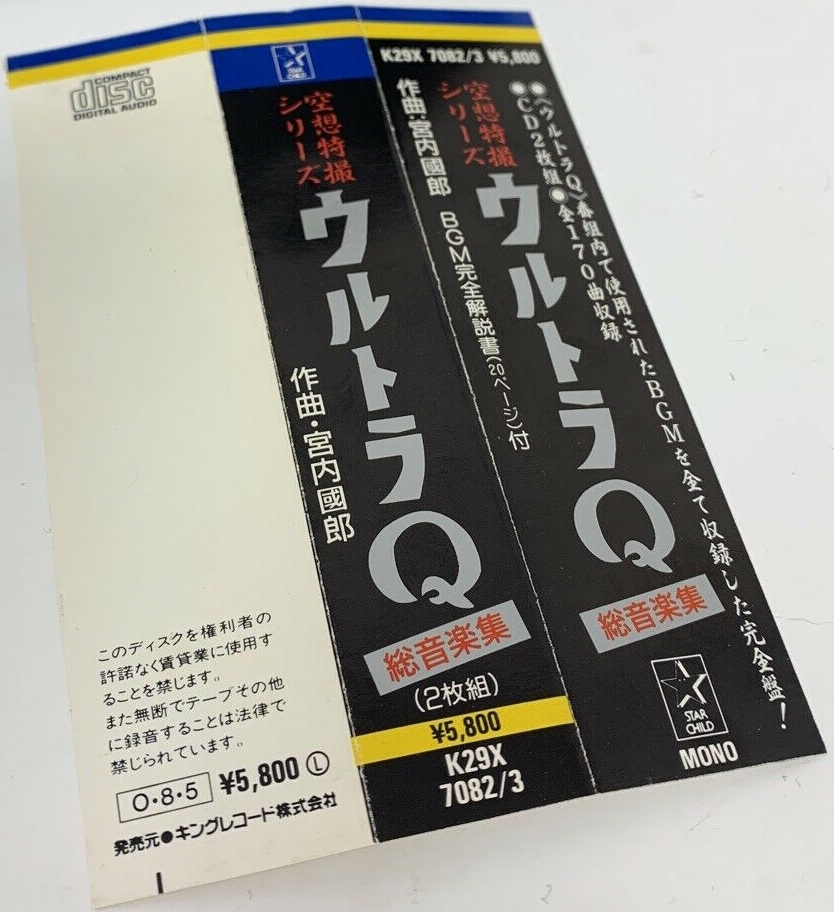 COMPACT
disc
DIGITAL AUDIO
このディスクを権利者の
許諾なく賃貸業に使用す
ることを禁じます。
また無断でテープその他
に録音することは法律で
禁じられています。
O・8・5 ¥5,800 Ⓛ
発売元●キングレコード株式会社
STAR
CHILD
空想特撮
シリーズ
ウルトラQ
作曲・宮内國郎
総音楽集
(2枚組)
¥5,800
K29X
7082/3
K29X 7082/3 ¥5,800
●〈ウルトラQ〉番組内で使用されたBGMを全て収録した完全盤!
●CD2枚組●全170曲収録
空想特撮
シリーズ
ウルトラQ
総音楽集
作曲・宮内國郎 BGM完全解説書(20ページ)付
STAR
CHILD
MONO